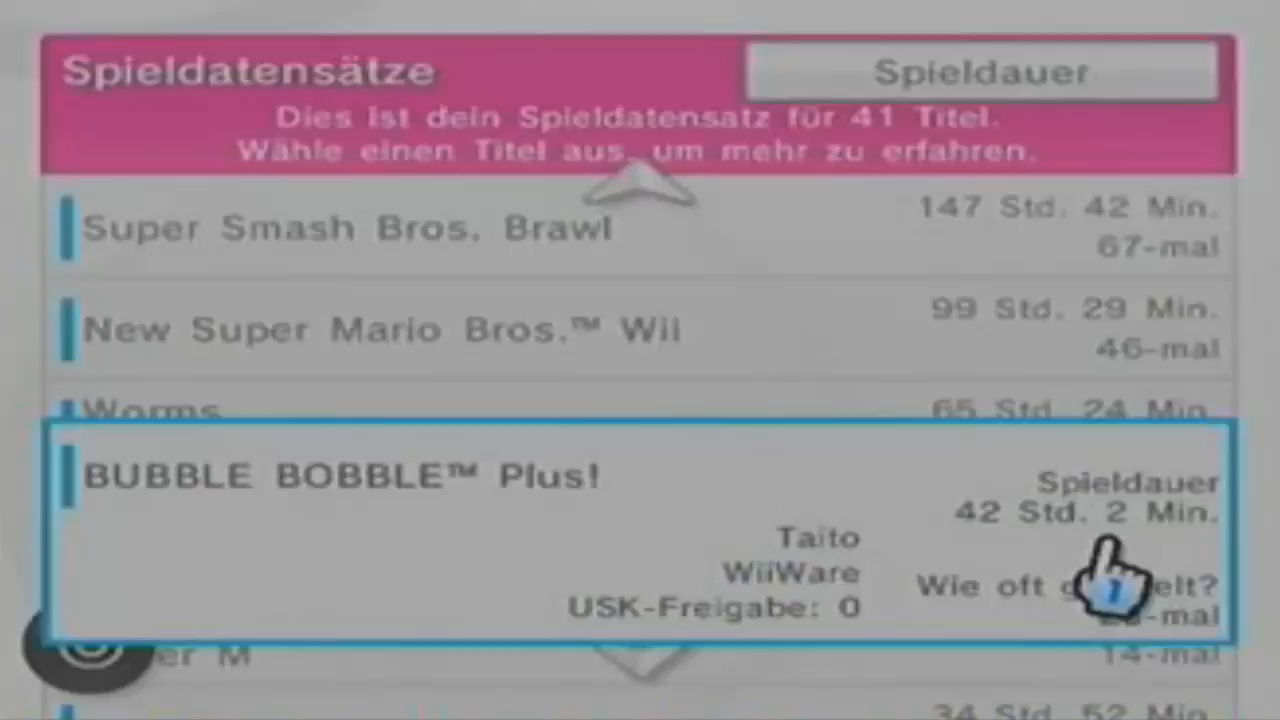 Spieldatensätze
Spieldauer
Dies ist dein Spieldatensatz für 41 Titel.
Wähle einen Titel aus, um mehr zu erfahren.
Super Smash Bros. Brawl
147 Std. 42 Min.
67-mal
New Super Mario Bros.™ Wii
99 Std. 29 Min.
46-mal
Worms
65 Std. 24 Min.
BUBBLE BOBBLE™ Plus!
Spieldauer
42 Std. 2 Min.
Taito
WiiWare
Wie oft
USK-Freigabe: 0
14-mal
34 Std. 52 Min.